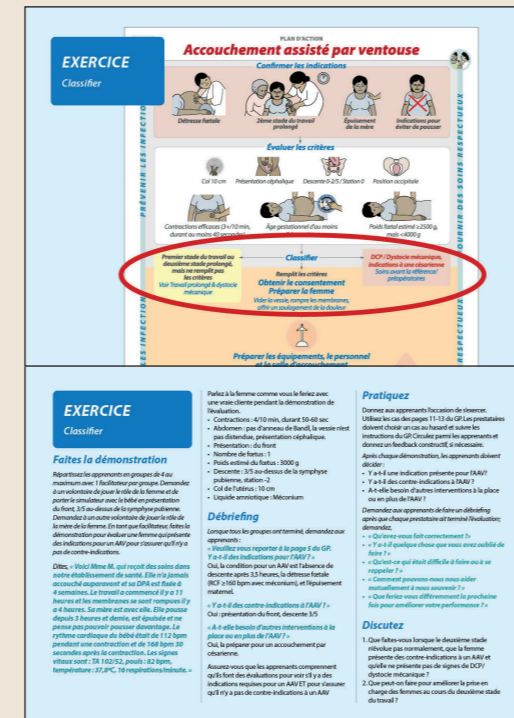 EXERCICE
Classifier
PLAN D'ACTION
Accouchement assisté par ventouse
Confirmer les indications
Détresse fœtale
2ème stade du travail
prolongé
Épuisement
de la mère
Indications pour
éviter de pousser
PRÉVENIR LES INFECTIO
OURNIR DES SOINS RESPECTUEUX
Évaluer les critères
Col 10 cm
Présentation céphalique
Descente 0-2/5 / Station 0
Position occipitale
Contractions efficaces (3+/10 min,
durant au moins 40 secondes)
Âge gestationnel d'au moins
Poids fœtal estimé ≥2500 g,
mais <4000 g
Classifier
Premier stade du travail ou
deuxième stade prolongé,
mais ne remplit pas
les critères
Voir Travail prolongé & dystocie
mécanique
Remplit les critères
Obtenir le consentement
Préparer la femme
Vider la vessie, rompre les membranes,
offrir un soulagement de la douleur
DCP / Dystocie mécanique,
indications à une césarienne
Soins avant la référence/
préopératoires
LES INFECTION
RESPECTUEUX
Préparer les équipements, le personnel
et la salle d'accouchement
EXERCICE
Classifier
Faites la démonstration
Répartissez les apprenants en groupes de 4 au
maximum avec 1 facilitateur par groupe. Demandez
à un volontaire de jouer le rôle de la femme et de
porter le simulateur avec le bébé en présentation
du front, 3/5 au-dessus de la symphyse pubienne.
Demandez à un autre volontaire de jouer le rôle de
la mère de la femme. En tant que facilitateur, faites la
démonstration pour évaluer une femme qui présente
des indications pour un AAV pour s'assurer qu'il n'y a
pas de contre-indications.
Dites, « Voici Mme M. qui reçoit des soins dans
notre établissement de santé. Elle n'a jamais
accouché auparavant et sa DPA est fixée à
4 semaines. Le travail a commencé il y a 11
heures et les membranes se sont rompues il y
a 4 heures. Sa mère est avec elle. Elle pousse
depuis 3 heures et demie, est épuisée et ne
pense pas pouvoir pousser davantage. Le
rythme cardiaque du bébé était de 112 bpm
pendant une contraction et de 168 bpm 30
secondes après la contraction. Les signes
vitaux sont : TA 102/52, pouls : 82 bpm,
température : 37,8ºC, 16 respirations/minute. »
Parlez à la femme comme vous le feriez avec
une vraie cliente pendant la démonstration de
l'évaluation.
• Contractions : 4/10 min, durant 50-60 sec
• Abdomen : pas d'anneau de Bandl, la vessie n'est
pas distendue, présentation céphalique.
• Présentation : du front
• Nombre de fœtus : 1
• Poids estimé du fœtus : 3000 g
• Descente : 3/5 au-dessus de la symphyse
pubienne, station -2
• Col de l'utérus : 10 cm
• Liquide amniotique : Méconium
Débriefing
Lorsque tous les groupes ont terminé, demandez aux
apprenants :
« Veuillez vous reporter à la page 5 du GP.
Y a-t-il des indications pour l'AAV ? »
Oui, la condition pour un AAV est l'absence de
descente après 3,5 heures, la détresse fœtale
(RCF ≥160 bpm avec méconium), et l'épuisement
maternel.
« Y a-t-il des contre-indications à l'AAV ? »
Oui : présentation du front, descente 3/5
« A-t-elle besoin d'autres interventions à la
place ou en plus de l'AAV ? »
Oui, la préparer pour un accouchement par
césarienne.
Assurez-vous que les apprenants comprennent
qu'ils font des évaluations pour voir s'il y a des
indications requises pour un AAV ET pour s'assurer
qu'il n'y a pas de contre-indications à un AAV
Pratiquez
Donnez aux apprenants l'occasion de s'exercer.
Utilisez les cas des pages 11-13 du GP. Les prestataires
doivent choisir un cas au hasard et suivre les
instructions du GP. Circulez parmi les apprenants et
donnez un feedback constructif, si nécessaire.
Après chaque démonstration, les apprenants doivent
décider :
• Y a-t-il une indication présente pour l'AAV?
• Y a-t-il des contre-indications à l'AAV ?
• A-t-elle besoin d'autres interventions à la place
ou en plus de l'AAV ?
Demandez aux apprenants de faire un débriefing
après que chaque prestataire ait terminé l'évaluation;
demandez,
• « Qu'avez-vous fait correctement ?»
• « Y a-t-il quelque chose que vous avez oublié de
faire ? »
• «Qu'est-ce qui était difficile à faire ou à se
rappeler ? »
• « Comment pouvons-nous nous aider
mutuellement à nous souvenir ? »
• «Que feriez-vous différemment la prochaine
fois pour améliorer votre performance ? »
Discutez
1. Que faites-vous lorsque le deuxième stade
n'évolue pas normalement, que la femme
présente des contre-indications à un AAV et
qu'elle ne présente pas de signes de DCP/
dystocie mécanique ?
2. Que peut-on faire pour améliorer la prise en
charge des femmes au cours du deuxième stade
du travail ?